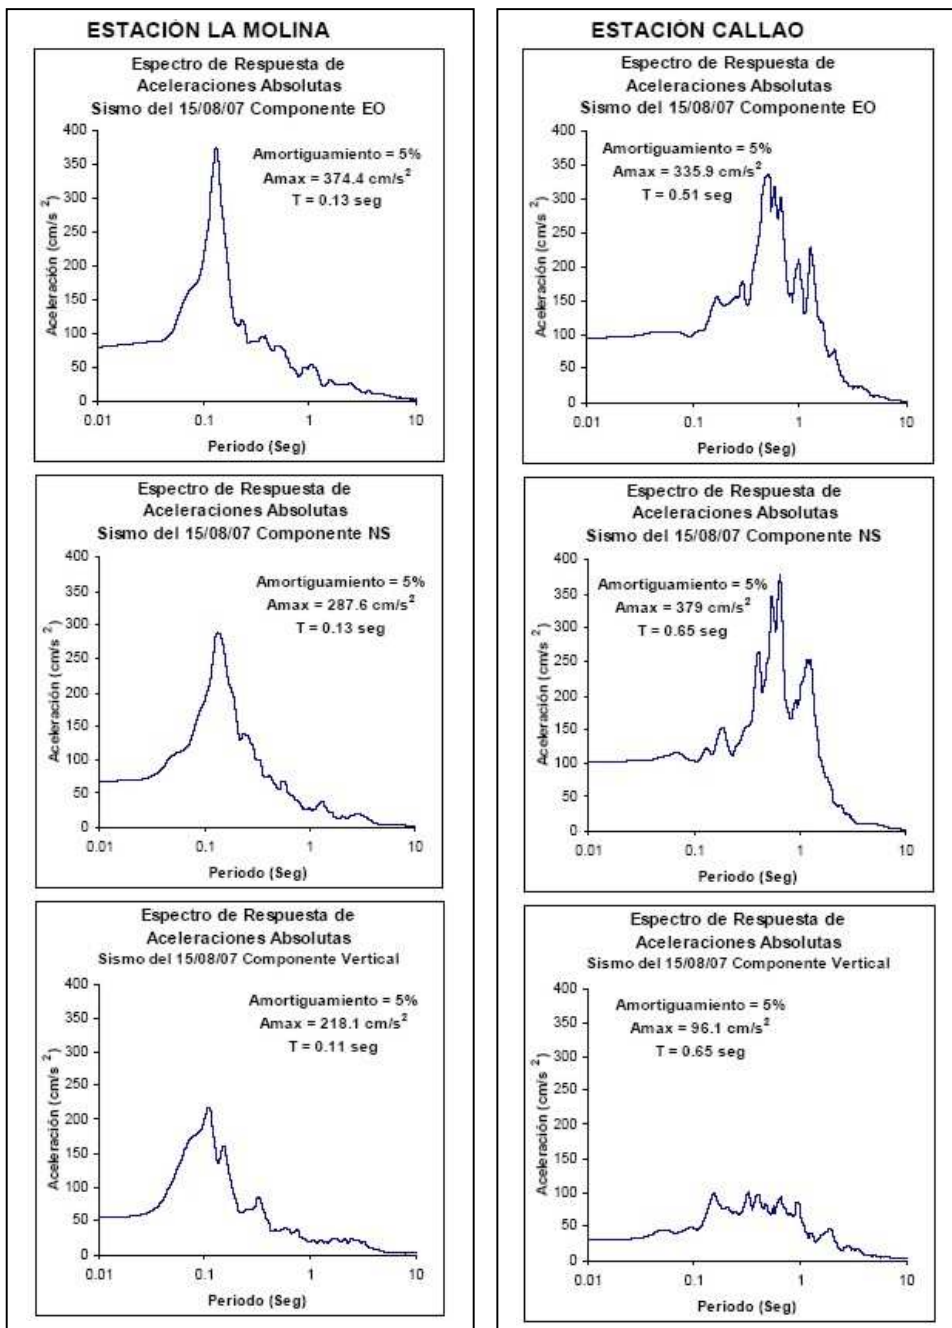 ESTACIÓN LA MOLINA
Espectro de Respuesta de
Aceleraciones Absolutas
Sismo del 15/08/07 Componente EO
Amortiguamiento = 5%
Amax = 374.4 cm/s²
T = 0.13 seg
Aceleración (cm/s ²)
400
350
300
250
200
150
100
50
0
0.01 0.1 1 10
Periodo (Seg)
Espectro de Respuesta de
Aceleraciones Absolutas
Sismo del 15/08/07 Componente NS
Amortiguamiento = 5%
Amax = 287.6 cm/s²
T = 0.13 seg
Aceleración (cm/s ²)
400
350
300
250
200
150
100
50
0
0.01 0.1 1 10
Periodo (Seg)
Espectro de Respuesta de
Aceleraciones Absolutas
Sismo del 15/08/07 Componente Vertical
Amortiguamiento = 5%
Amax = 218.1 cm/s²
T = 0.11 seg
Aceleración (cm/s ²)
400
350
300
250
200
150
100
50
0
0.01 0.1 1 10
Periodo (Seg)
ESTACIÓN CALLAO
Espectro de Respuesta de
Aceleraciones Absolutas
Sismo del 15/08/07 Componente EO
Amortiguamiento = 5%
Amax = 335.9 cm/s²
T = 0.51 seg
Aceleración (cm/s ²)
400
350
300
250
200
150
100
50
0
0.01 0.1 1 10
Periodo (Seg)
Espectro de Respuesta de
Aceleraciones Absolutas
Sismo del 15/08/07 Componente NS
Amortiguamiento = 5%
Amax = 379 cm/s²
T = 0.65 seg
Aceleración (cm/s ²)
400
350
300
250
200
150
100
50
0
0.01 0.1 1 10
Periodo (Seg)
Espectro de Respuesta de
Aceleraciones Absolutas
Sismo del 15/08/07 Componente Vertical
Amortiguamiento = 5%
Amax = 96.1 cm/s²
T = 0.65 seg
Aceleración (cm/s ²)
400
350
300
250
200
150
100
50
0
0.01 0.1 1 10
Periodo (Seg)